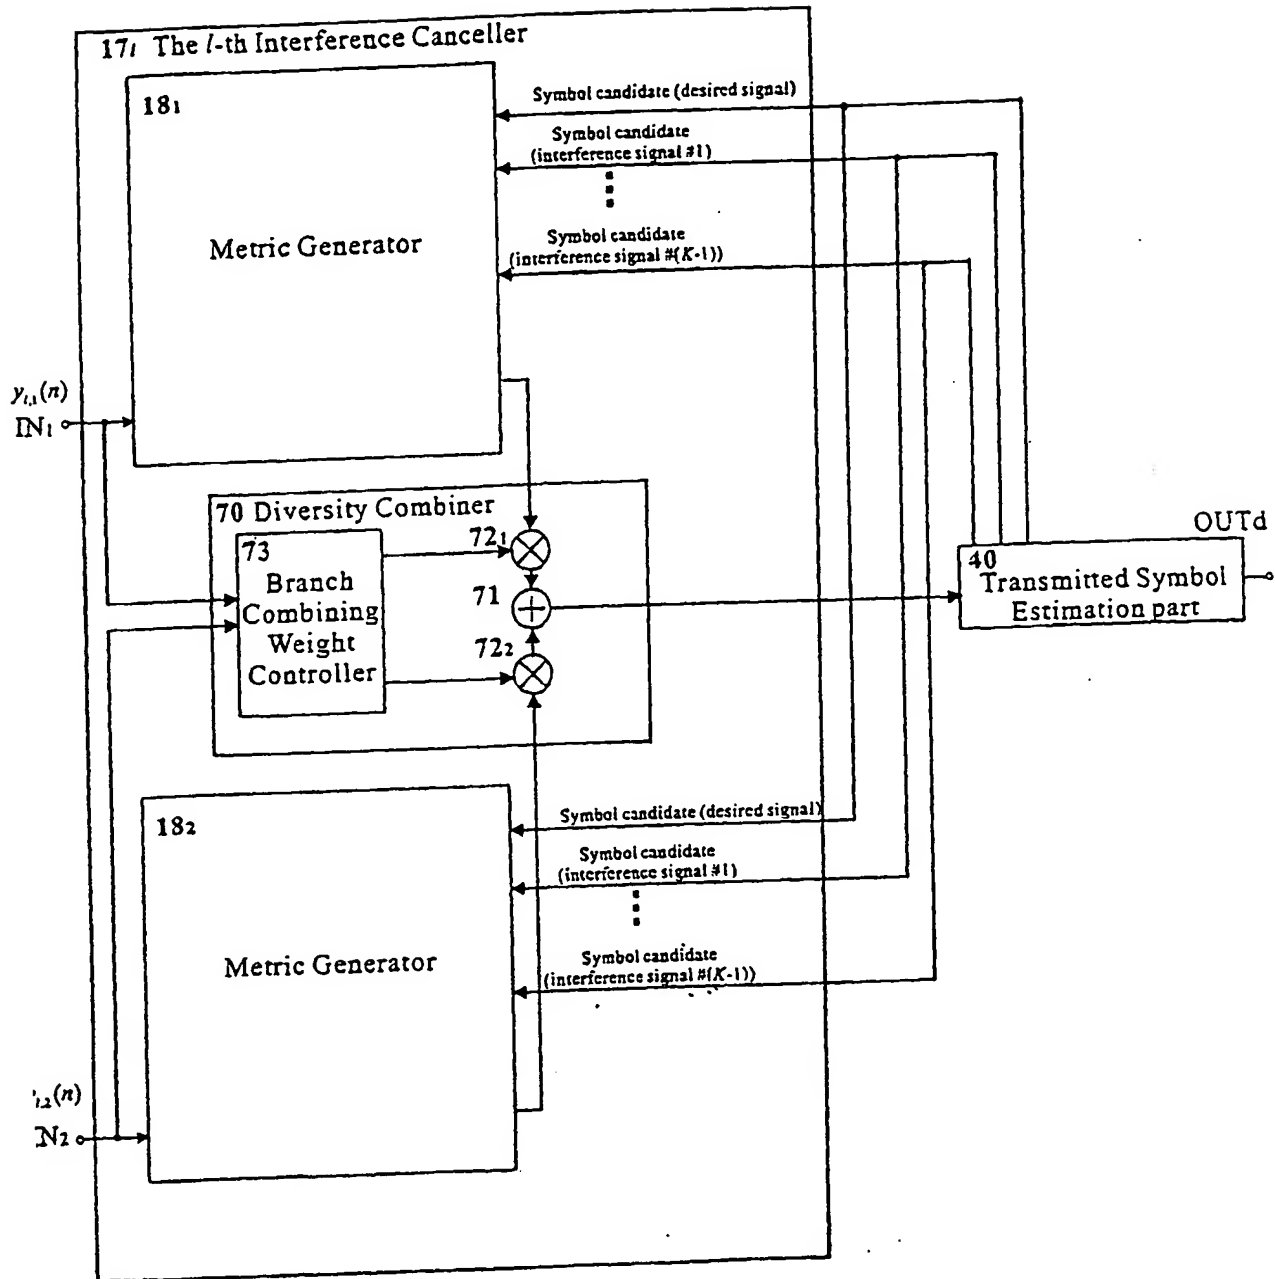 17l The l-th Interference Canceller
18₁
Metric Generator
Symbol candidate (desired signal)
Symbol candidate
(interference signal #1)
Symbol candidate
(interference signal #(K-1))
y_l,1(n)
IN₁
70 Diversity Combiner
73
Branch
Combining
Weight
Controller
72₁
71
72₂
OUTd
40
Transmitted Symbol
Estimation part
18₂
Metric Generator
Symbol candidate (desired signal)
Symbol candidate
(interference signal #1)
Symbol candidate
(interference signal #(K-1))
l,2(n)
N₂